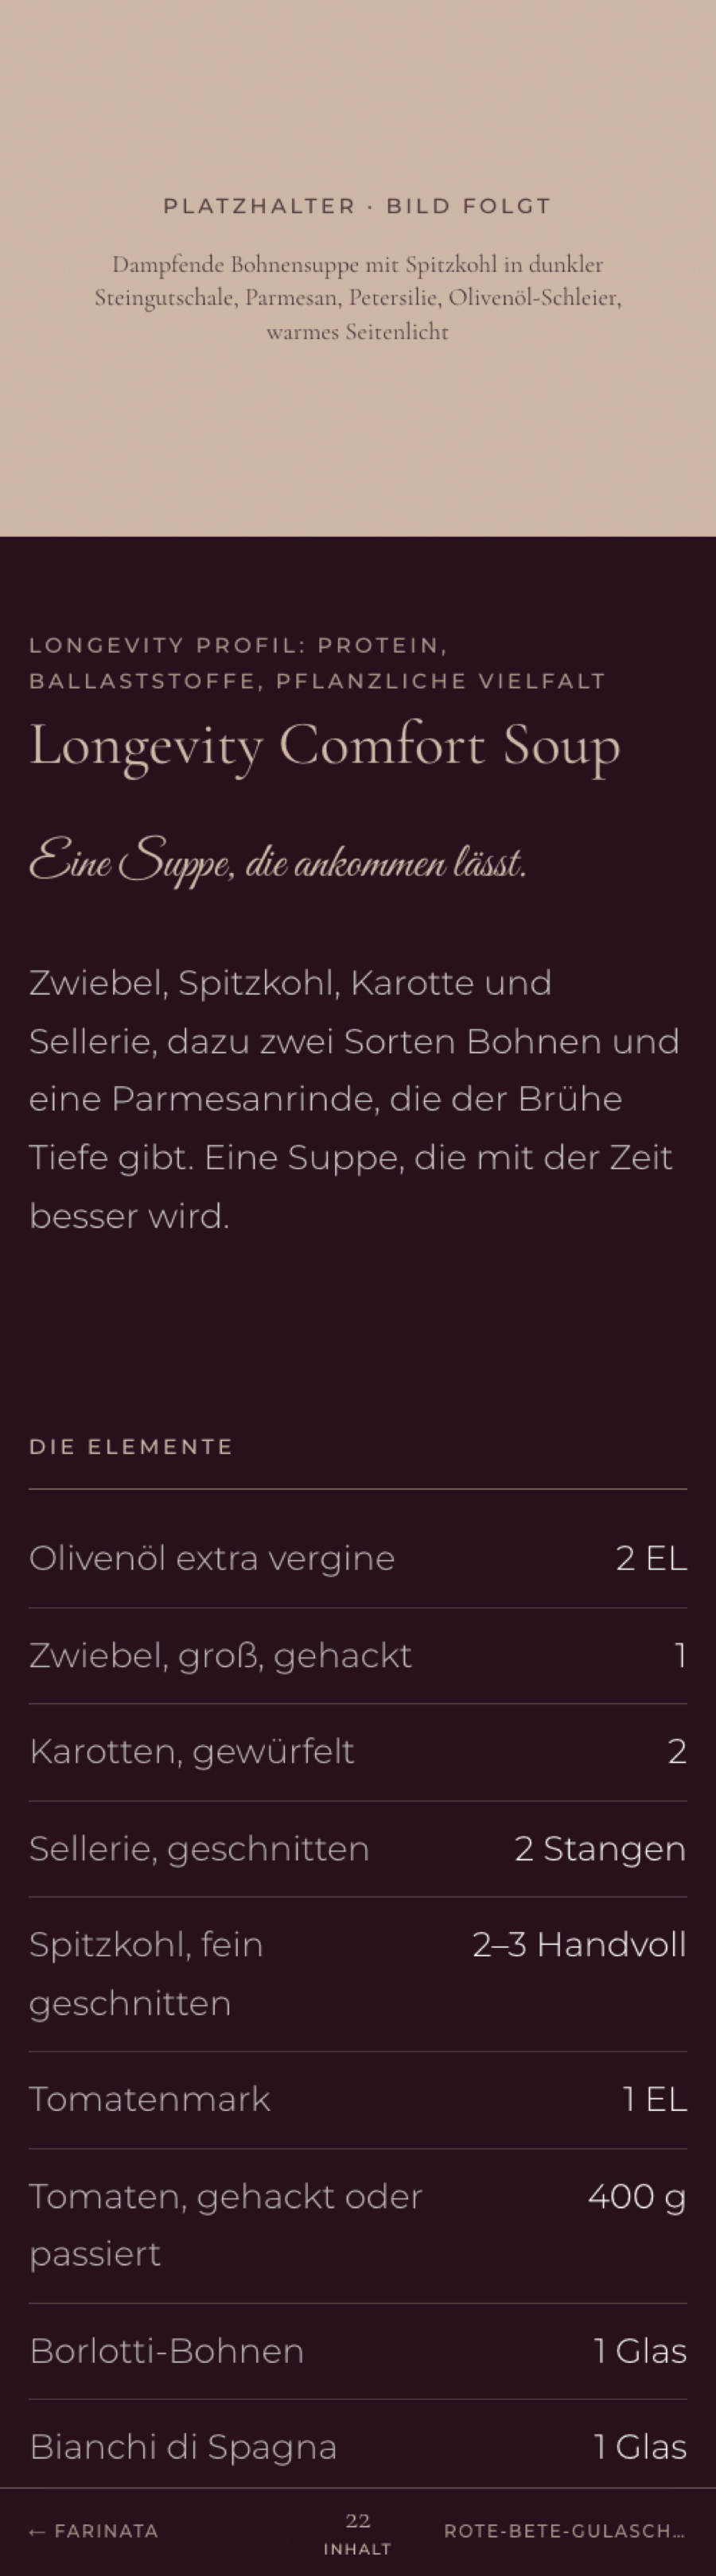 PLATZHALTER · BILD FOLGT
Dampfende Bohnensuppe mit Spitzkohl in dunkler
Steingutschale, Parmesan, Petersilie, Olivenöl-Schleier,
warmes Seitenlicht
LONGEVITY PROFIL: PROTEIN,
BALLASTSTOFFE, PFLANZLICHE VIELFALT
Longevity Comfort Soup
Eine Suppe, die ankommen lässt.
Zwiebel, Spitzkohl, Karotte und
Sellerie, dazu zwei Sorten Bohnen und
eine Parmesanrinde, die der Brühe
Tiefe gibt. Eine Suppe, die mit der Zeit
besser wird.
DIE ELEMENTE
Olivenöl extra vergine 2 EL
Zwiebel, groß, gehackt 1
Karotten, gewürfelt 2
Sellerie, geschnitten 2 Stangen
Spitzkohl, fein 2–3 Handvoll
geschnitten
Tomatenmark 1 EL
Tomaten, gehackt oder 400 g
passiert
Borlotti-Bohnen 1 Glas
Bianchi di Spagna 1 Glas
← FARINATA 22 ROTE-BETE-GULASCH…
INHALT